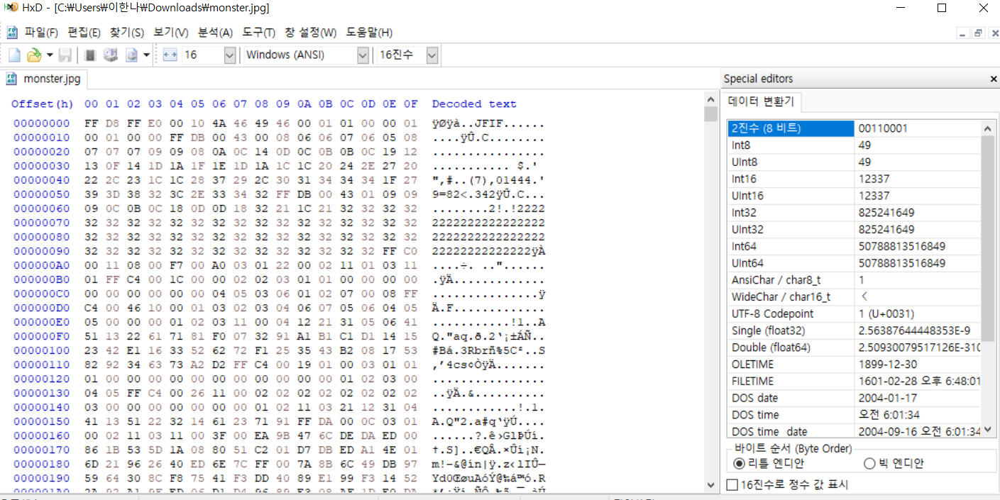 HxD - [C:\Users\이한나\Downloads\monster.jpg]
파일(F) 편집(E) 찾기(S) 보기(V) 분석(A) 도구(T) 창 설정(W) 도움말(H)
16 Windows (ANSI) 16진수
monster.jpg
Special editors
데이터 변환기
Offset(h) 00 01 02 03 04 05 06 07 08 09 0A 0B 0C 0D 0E 0F Decoded text
00000000 FF D8 FF E0 00 10 4A 46 49 46 00 01 01 00 00 01 ÿØÿà..JFIF......
00000010 00 01 00 00 FF DB 00 43 00 08 06 06 07 06 05 08 ....ÿÛ.C........
00000020 07 07 07 09 09 08 0A 0C 14 0D 0C 0B 0B 0C 19 12 ................
00000030 13 0F 14 1D 1A 1F 1E 1D 1A 1C 1C 20 24 2E 27 20 ........... $.'
00000040 22 2C 23 1C 1C 28 37 29 2C 30 31 34 34 34 1F 27 ",#..(7),01444.'
00000050 39 3D 38 32 3C 2E 33 34 32 FF DB 00 43 01 09 09 9=82<.342ÿÛ.C...
00000060 09 0C 0B 0C 18 0D 0D 18 32 21 1C 21 32 32 32 32 ........2!.!2222
00000070 32 32 32 32 32 32 32 32 32 32 32 32 32 32 32 32 2222222222222222
00000080 32 32 32 32 32 32 32 32 32 32 32 32 32 32 32 32 2222222222222222
00000090 32 32 32 32 32 32 32 32 32 32 32 32 32 32 FF C0 22222222222222ÿÀ
000000A0 00 11 08 00 F7 00 A0 03 01 22 00 02 11 01 03 11 ....÷. .."......
000000B0 01 FF C4 00 1C 00 00 02 02 03 01 01 00 00 00 00 .ÿÄ.............
000000C0 00 00 00 00 00 00 04 05 03 06 01 02 07 00 08 FF ...............ÿ
000000D0 C4 00 46 10 00 01 03 02 03 04 06 07 05 06 04 05 Ä.F.............
000000E0 05 00 00 00 01 02 03 11 00 04 12 21 31 05 06 41 ...........!1..A
000000F0 51 13 22 61 71 81 F0 07 32 91 A1 B1 C1 D1 14 15 Q."aq.ð.2‘¡±ÁÑ..
00000100 23 42 E1 16 33 52 62 72 F1 25 35 43 B2 08 17 53 #Bá.3Rbrñ%5C²..S
00000110 82 92 34 63 73 A2 D2 FF C4 00 19 01 00 03 01 01 ‚’4cs¢ÒÿÄ.......
00000120 01 00 00 00 00 00 00 00 00 00 00 00 01 02 03 00 ................
00000130 04 05 FF C4 00 26 11 00 02 02 02 02 02 02 02 02 ..ÿÄ.&..........
00000140 03 00 00 00 00 00 00 00 01 02 11 03 21 12 31 04 ............!.1.
00000150 41 13 51 22 32 14 61 23 71 91 FF DA 00 0C 03 01 A.Q"2.a#q‘ÿÚ....
00000160 00 02 11 03 11 00 3F 00 EA 9B 47 6C DE DA ED 00 ......?.ê›GlÞÚí.
00000170 86 1B 53 5D 1A 08 80 51 C2 01 D7 DB ED A1 4E 01 †.S]..€QÂ.×Ûí¡N.
00000180 6D 21 96 26 40 ED 6E 7C FF 00 7A 8B 6C 49 DB 97 m!–&@ín|ÿ.z‹lIÛ—
00000190 59 64 30 8C F8 75 41 F3 DD 40 89 E1 99 F3 14 52 Yd0ŒøuAóÝ@‰á™ó.R
2진수 (8 비트) 00110001
Int8 49
UInt8 49
Int16 12337
UInt16 12337
Int32 825241649
UInt32 825241649
Int64 50788813516849
UInt64 50788813516849
AnsiChar / char8_t 1
WideChar / char16_t く
UTF-8 Codepoint 1 (U+0031)
Single (float32) 2.56387644448353E-9
Double (float64) 2.50930079517126E-310
OLETIME 1899-12-30
FILETIME 1601-02-28 오후 6:48:01
DOS date 2004-01-17
DOS time 오전 6:01:34
DOS time date 2004-09-16 오전 6:01:34
바이트 순서 (Byte Order)
리틀 엔디안 빅 엔디안
16진수로 정수 값 표시